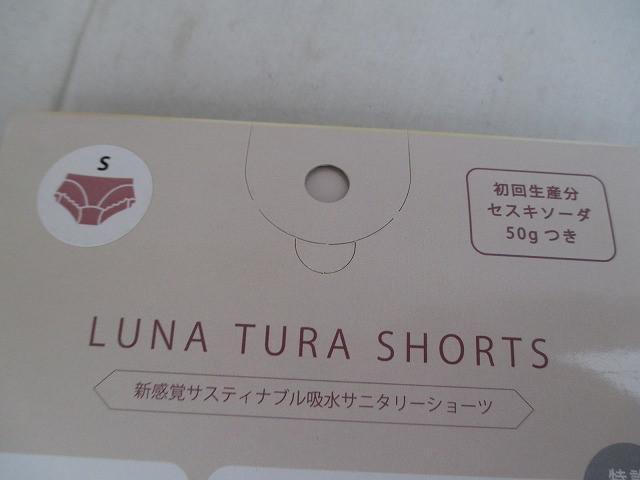 S
初回生産分
セスキソーダ
50gつき
LUNA TURA SHORTS
新感覚サスティナブル吸水サニタリーショーツ